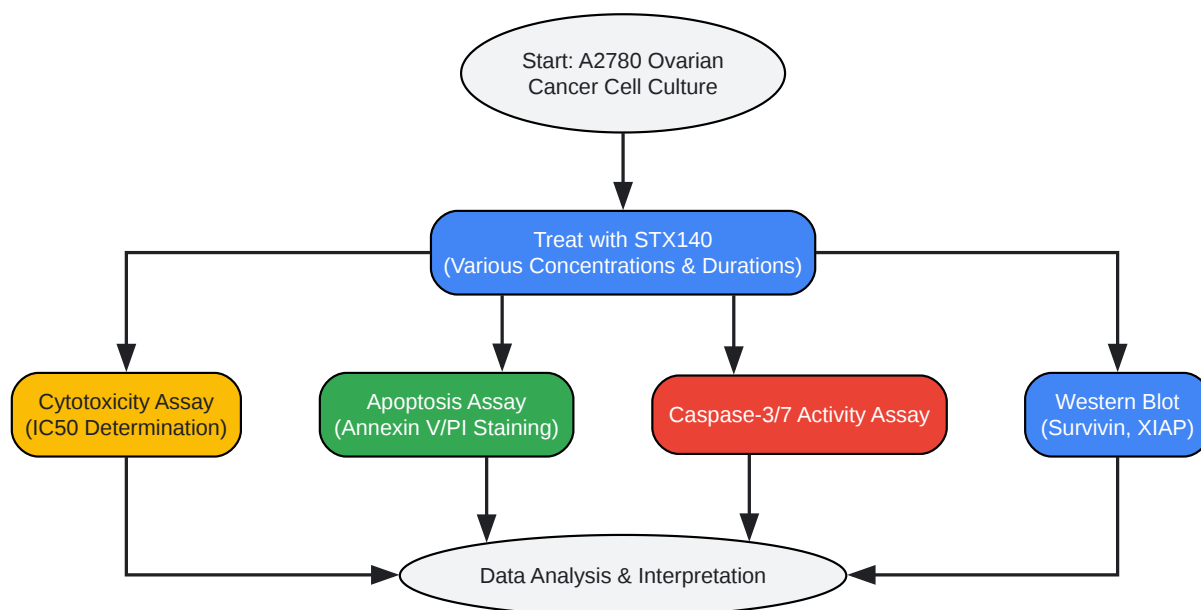 Start: A2780 Ovarian
Cancer Cell Culture
Treat with STX140
(Various Concentrations & Durations)
Cytotoxicity Assay
(IC50 Determination)
Apoptosis Assay
(Annexin V/PI Staining)
Caspase-3/7 Activity Assay
Western Blot
(Survivin, XIAP)
Data Analysis & Interpretation